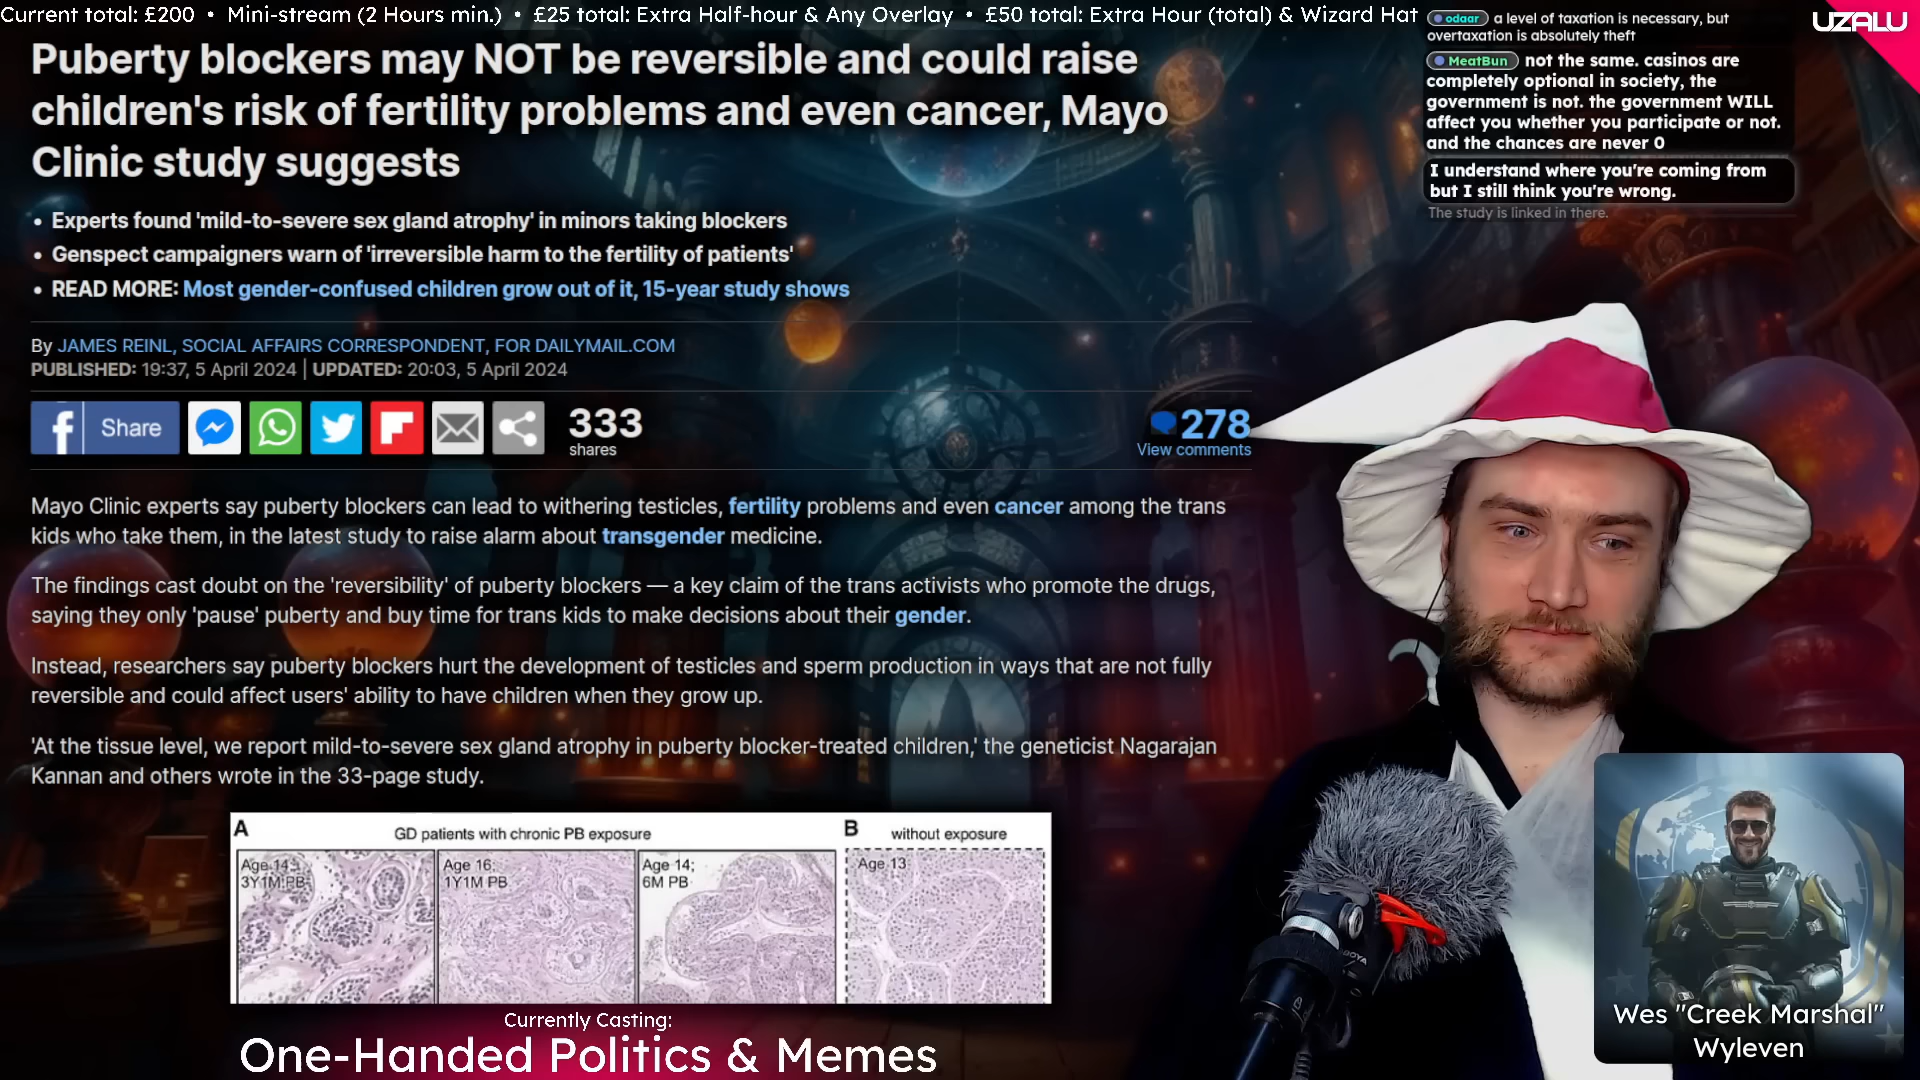 Current total: £200 • Mini-stream (2 Hours min.) • £25 total: Extra Half-hour & Any Overlay • £50 total: Extra Hour (total) & Wizard Hat
Puberty blockers may NOT be reversible and could raise
children's risk of fertility problems and even cancer, Mayo
Clinic study suggests
• Experts found 'mild-to-severe sex gland atrophy' in minors taking blockers
• Genspect campaigners warn of 'irreversible harm to the fertility of patients'
• READ MORE: Most gender-confused children grow out of it, 15-year study shows
By JAMES REINL, SOCIAL AFFAIRS CORRESPONDENT, FOR DAILYMAIL.COM
PUBLISHED: 19:37, 5 April 2024 | UPDATED: 20:03, 5 April 2024
Share
333
shares
278
View comments
Mayo Clinic experts say puberty blockers can lead to withering testicles, fertility problems and even cancer among the trans
kids who take them, in the latest study to raise alarm about transgender medicine.
The findings cast doubt on the 'reversibility' of puberty blockers — a key claim of the trans activists who promote the drugs,
saying they only 'pause' puberty and buy time for trans kids to make decisions about their gender.
Instead, researchers say puberty blockers hurt the development of testicles and sperm production in ways that are not fully
reversible and could affect users' ability to have children when they grow up.
'At the tissue level, we report mild-to-severe sex gland atrophy in puberty blocker-treated children,' the geneticist Nagarajan
Kannan and others wrote in the 33-page study.
A GD patients with chronic PB exposure
Age 14;
3Y1M PB
Age 16;
1Y1M PB
Age 14;
6M PB
B without exposure
Age 13
Currently Casting:
One-Handed Politics & Memes
odaar a level of taxation is necessary, but
overtaxation is absolutely theft
MeatBun not the same. casinos are
completely optional in society, the
government is not. the government WILL
affect you whether you participate or not.
and the chances are never 0
I understand where you're coming from
but I still think you're wrong.
The study is linked in there.
UZALU
BOYA
Wes "Creek Marshal"
Wyleven